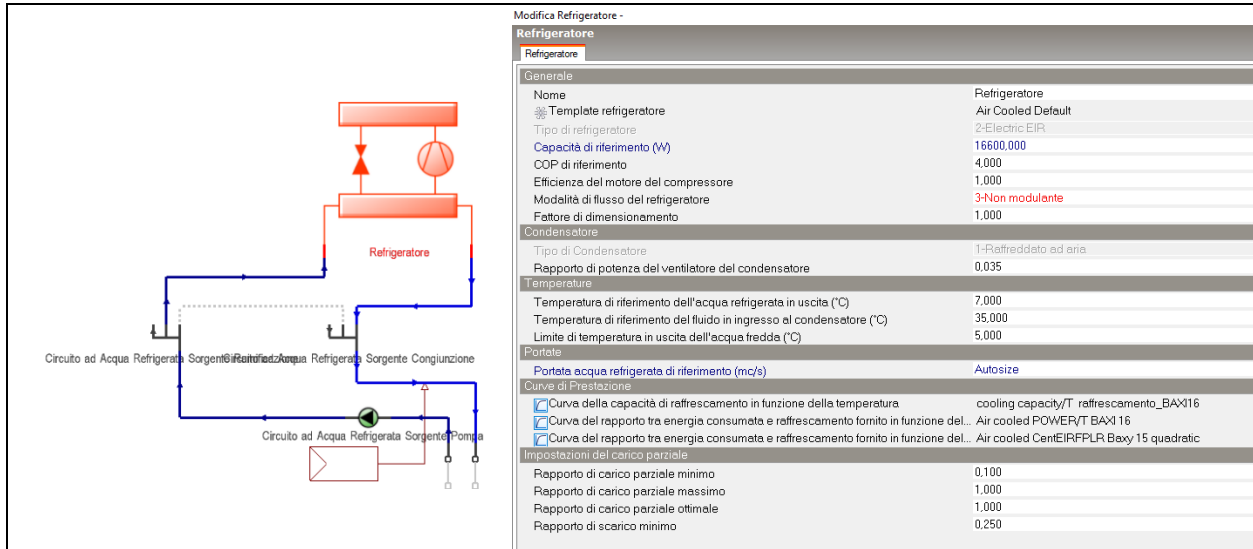 Modifica Refrigeratore -
Refrigeratore
Refrigeratore
Generale
Nome Refrigeratore
Template refrigeratore Air Cooled Default
Tipo di refrigeratore 2-Electric EIR
Capacità di riferimento (W) 16600,000
COP di riferimento 4,000
Efficienza del motore del compressore 1,000
Modalità di flusso del refrigeratore 3-Non modulante
Fattore di dimensionamento 1,000
Condensatore
Tipo di Condensatore 1-Raffreddato ad aria
Rapporto di potenza del ventilatore del condensatore 0,035
Temperature
Temperatura di riferimento dell'acqua refrigerata in uscita (°C) 7,000
Temperatura di riferimento del fluido in ingresso al condensatore (°C) 35,000
Limite di temperatura in uscita dell'acqua fredda (°C) 5,000
Portate
Portata acqua refrigerata di riferimento (mc/s) Autosize
Curve di Prestazione
Curva della capacità di raffrescamento in funzione della temperatura cooling capacity/T raffrescamento_BAXI16
Curva del rapporto tra energia consumata e raffrescamento fornito in funzione del... Air cooled POWER/T BAXI 16
Curva del rapporto tra energia consumata e raffrescamento fornito in funzione del... Air cooled CentEIRFPLR Baxy 15 quadratic
Impostazioni del carico parziale
Rapporto di carico parziale minimo 0,100
Rapporto di carico parziale massimo 1,000
Rapporto di carico parziale ottimale 1,000
Rapporto di scarico minimo 0,250
Refrigeratore
Circuito ad Acqua Refrigerata Sorgente
Acqua Refrigerata Sorgente Congiunzione
Circuito ad Acqua Refrigerata Sorgente Pompa